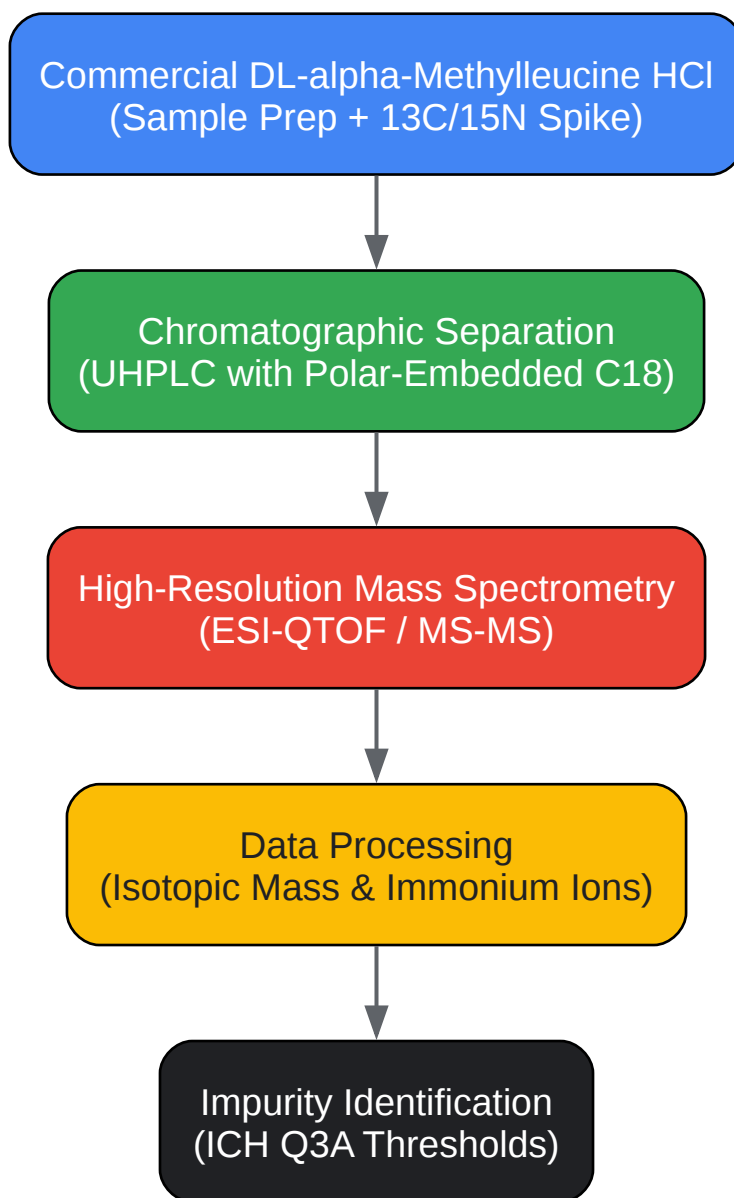 Commercial DL-alpha-Methylleucine HCl
(Sample Prep + 13C/15N Spike)
Chromatographic Separation
(UHPLC with Polar-Embedded C18)
High-Resolution Mass Spectrometry
(ESI-QTOF / MS-MS)
Data Processing
(Isotopic Mass & Immonium Ions)
Impurity Identification
(ICH Q3A Thresholds)